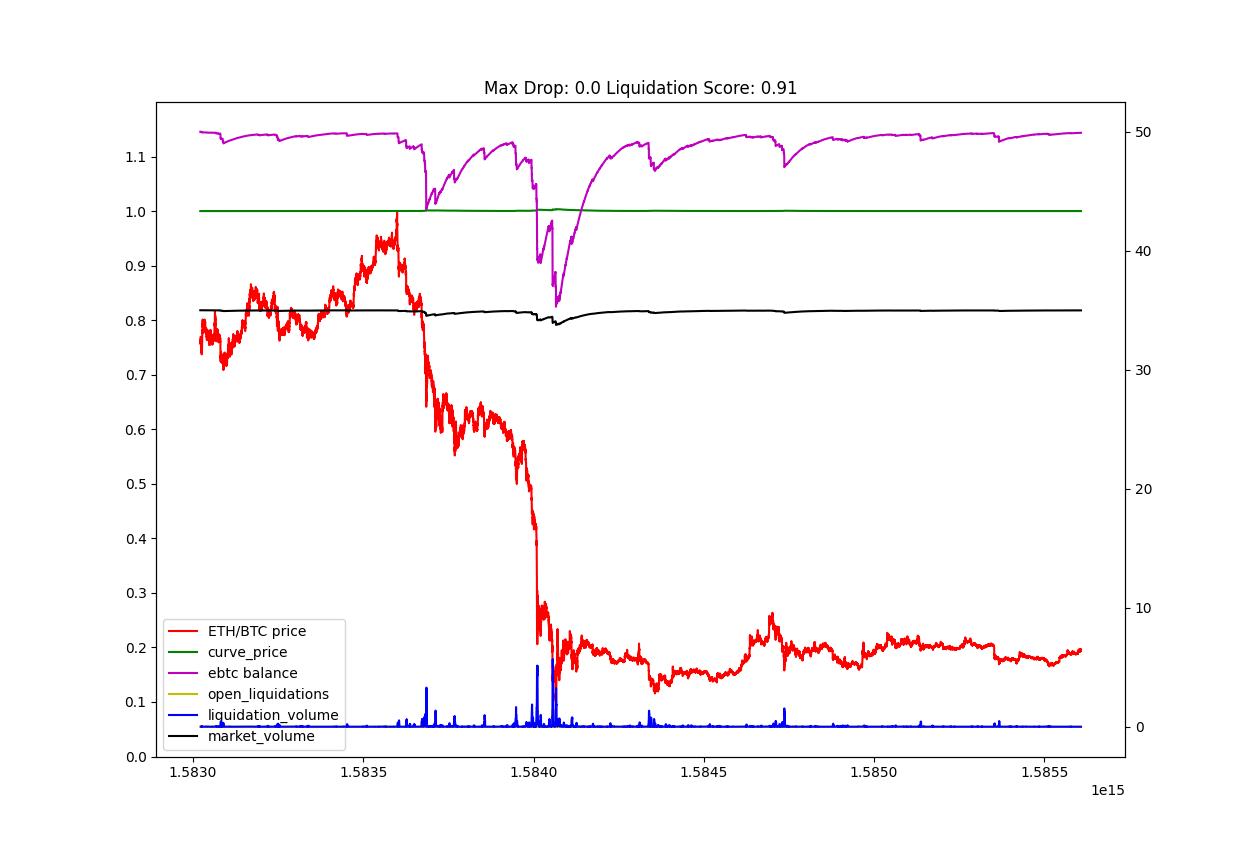 Max Drop: 0.0 Liquidation Score: 0.91
1.1
1.0
0.9
0.8
0.7
0.6
0.5
0.4
0.3
0.2
0.1
0.0
50
40
30
20
10
0
ETH/BTC price
curve_price
ebtc balance
open_liquidations
liquidation_volume
market_volume
1.5830 1.5835 1.5840 1.5845 1.5850 1.5855
1e15